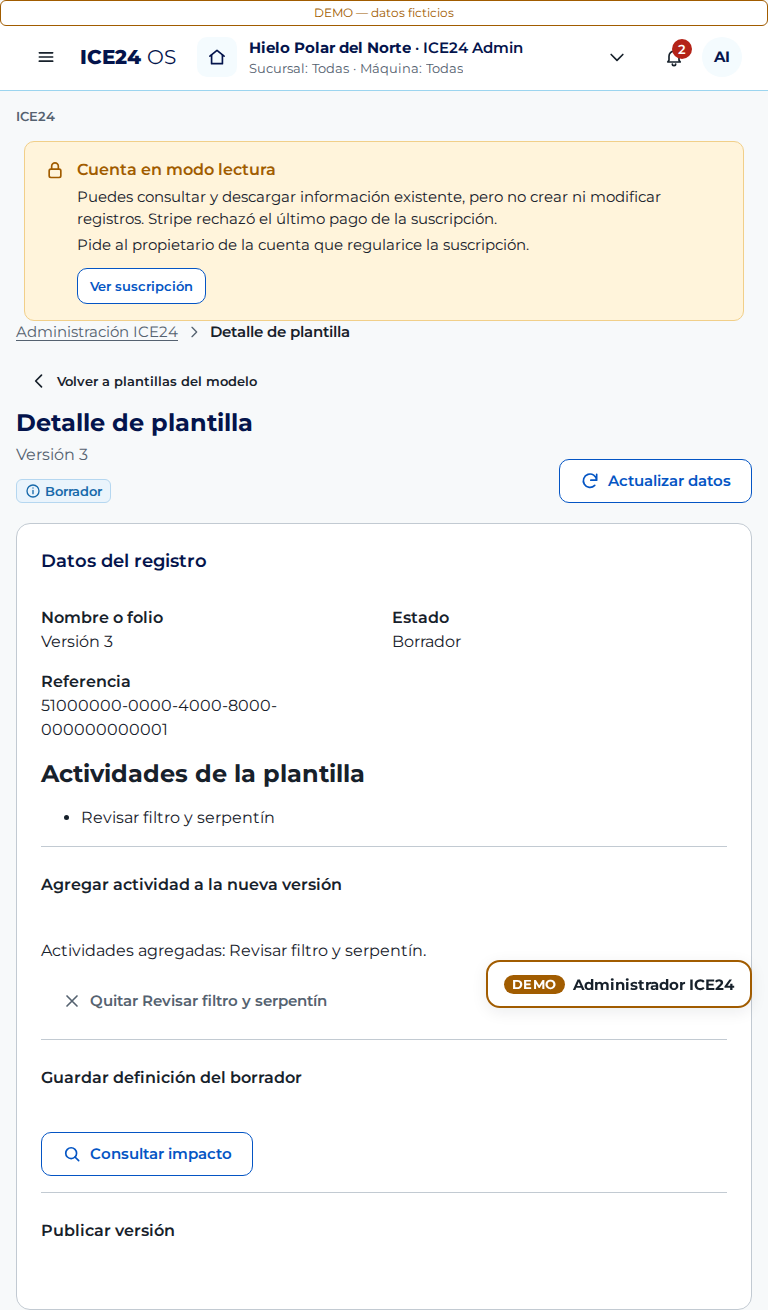 DEMO — datos ficticios
ICE24 OS
Hielo Polar del Norte · ICE24 Admin
Sucursal: Todas · Máquina: Todas
2
AI
ICE24
Cuenta en modo lectura
Puedes consultar y descargar información existente, pero no crear ni modificar
registros. Stripe rechazó el último pago de la suscripción.
Pide al propietario de la cuenta que regularice la suscripción.
Ver suscripción
Administración ICE24 > Detalle de plantilla
Volver a plantillas del modelo
Detalle de plantilla
Versión 3
Borrador
Actualizar datos
Datos del registro
Nombre o folio
Versión 3
Estado
Borrador
Referencia
51000000-0000-4000-8000-
000000000001
Actividades de la plantilla
• Revisar filtro y serpentín
Agregar actividad a la nueva versión
Actividades agregadas: Revisar filtro y serpentín.
DEMO Administrador ICE24
Quitar Revisar filtro y serpentín
Guardar definición del borrador
Consultar impacto
Publicar versión